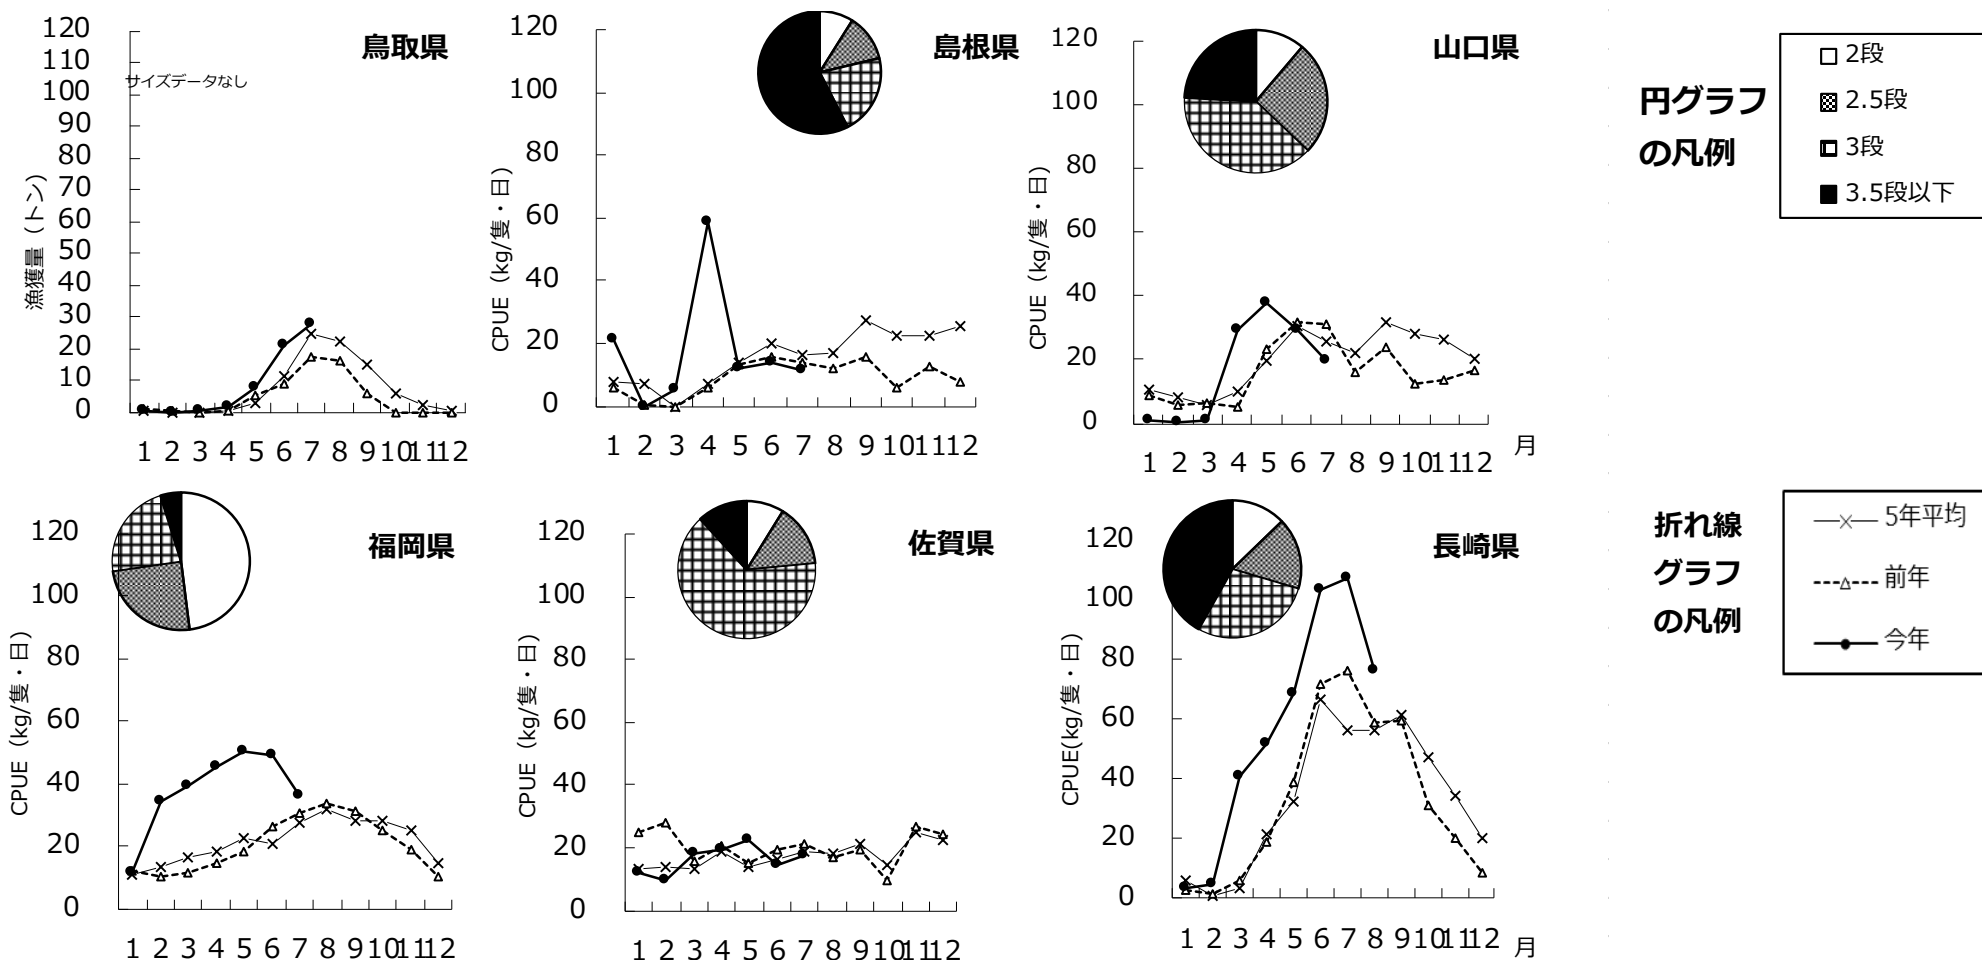 鳥取県
サイズデータなし
漁獲量（トン）
120
110
100
90
80
70
60
50
40
30
20
10
0
1 2 3 4 5 6 7 8 9 10 11 12
島根県
CPUE（kg/隻・日）
120
100
80
60
40
20
0
1 2 3 4 5 6 7 8 9 10 11 12
山口県
CPUE（kg/隻・日）
120
100
80
60
40
20
0
1 2 3 4 5 6 7 8 9 10 11 12 月
円グラフ
の凡例
2段
2.5段
3段
3.5段以下
福岡県
CPUE（kg/隻・日）
120
100
80
60
40
20
0
1 2 3 4 5 6 7 8 9 10 11 12
佐賀県
CPUE（kg/隻・日）
120
100
80
60
40
20
0
1 2 3 4 5 6 7 8 9 10 11 12
長崎県
CPUE(kg/隻・日)
120
100
80
60
40
20
0
1 2 3 4 5 6 7 8 9 10 11 12 月
折れ線
グラフ
の凡例
5年平均
前年
今年